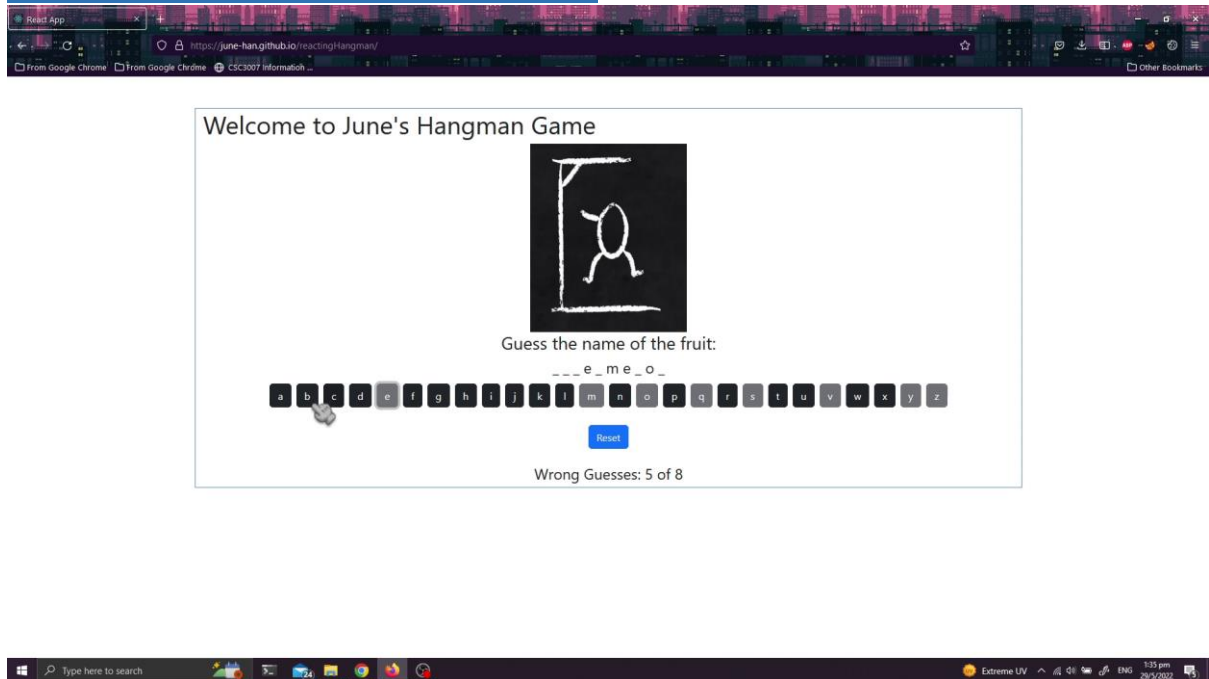 React App
https://june-han.github.io/reactingHangman/
From Google Chrome From Google Chrome CSC3007 Information ... Other Bookmarks
Welcome to June's Hangman Game
Guess the name of the fruit:
_ _ _ e _ m e _ o _
a b c d e f g h i j k l m n o p q r s t u v w x y z
Reset
Wrong Guesses: 5 of 8
Type here to search 24 Extreme UV ENG 1:35 pm
29/5/2022